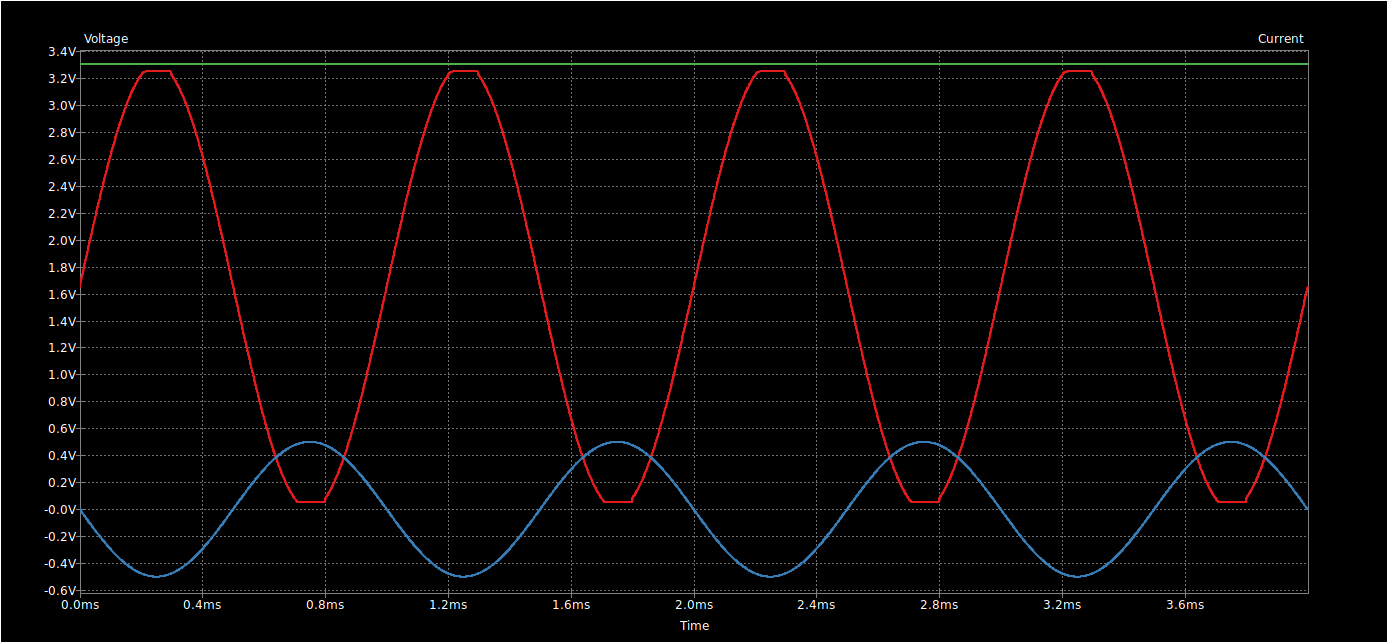 Voltage
Current
3.4V
3.2V
3.0V
2.8V
2.6V
2.4V
2.2V
2.0V
1.8V
1.6V
1.4V
1.2V
1.0V
0.8V
0.6V
0.4V
0.2V
-0.0V
-0.2V
-0.4V
-0.6V
0.0ms 0.4ms 0.8ms 1.2ms 1.6ms 2.0ms 2.4ms 2.8ms 3.2ms 3.6ms
Time